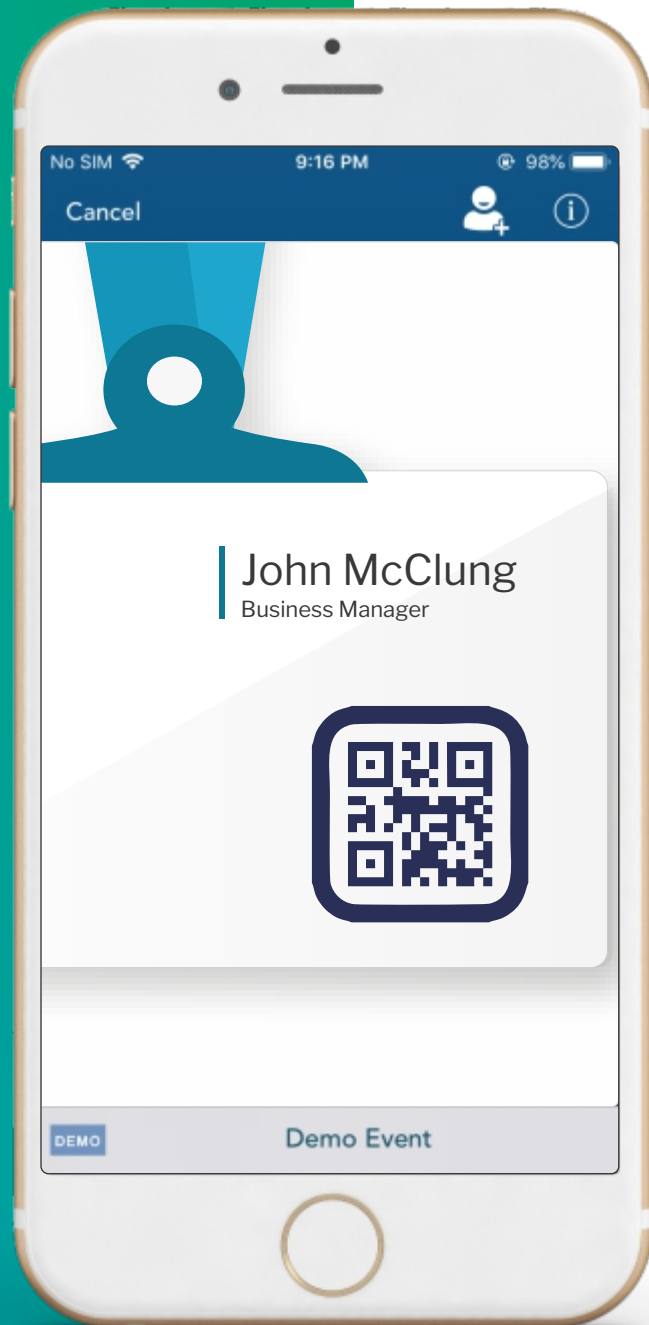 No SIM 9:16 PM 98%
Cancel
John McClung
Business Manager
DEMO Demo Event